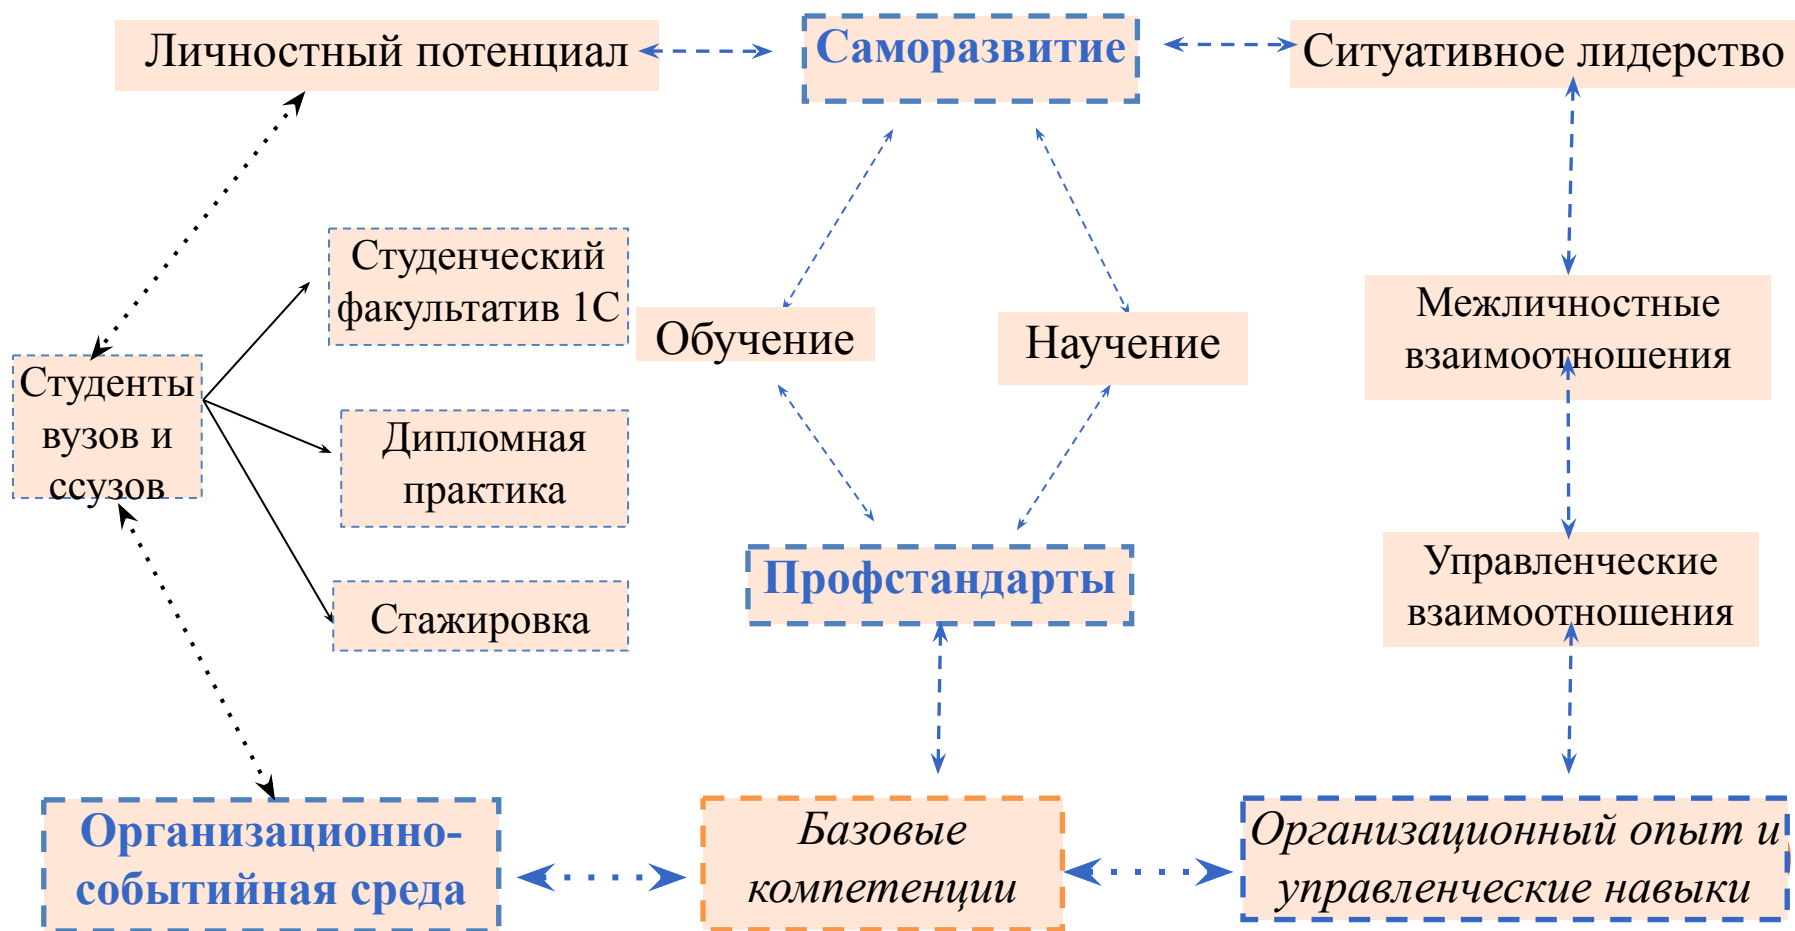 Личностный потенциал
Саморазвитие
Ситуативное лидерство
Студенческий
факультатив 1С
Обучение
Научение
Межличностные
взаимоотношения
Студенты
вузов и
ссузов
Дипломная
практика
Стажировка
Профстандарты
Управленческие
взаимоотношения
Организационно-
событийная среда
Базовые
компетенции
Организационный опыт и
управленческие навыки